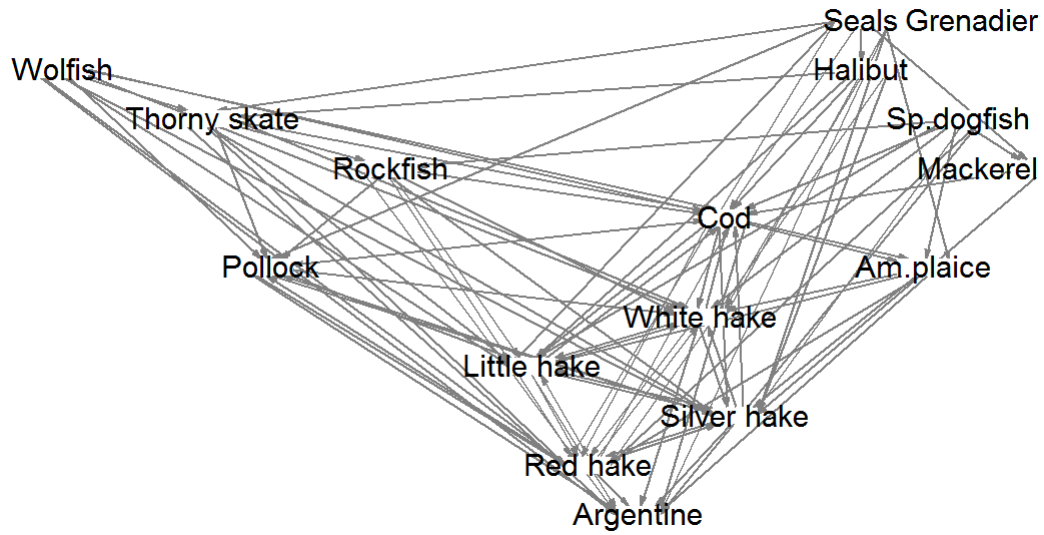 Seals Grenadier
Wolfish
Halibut
Thorny skate
Sp.dogfish
Rockfish
Mackerel
Cod
Pollock
Am.plaice
White hake
Little hake
Silver hake
Red hake
Argentine